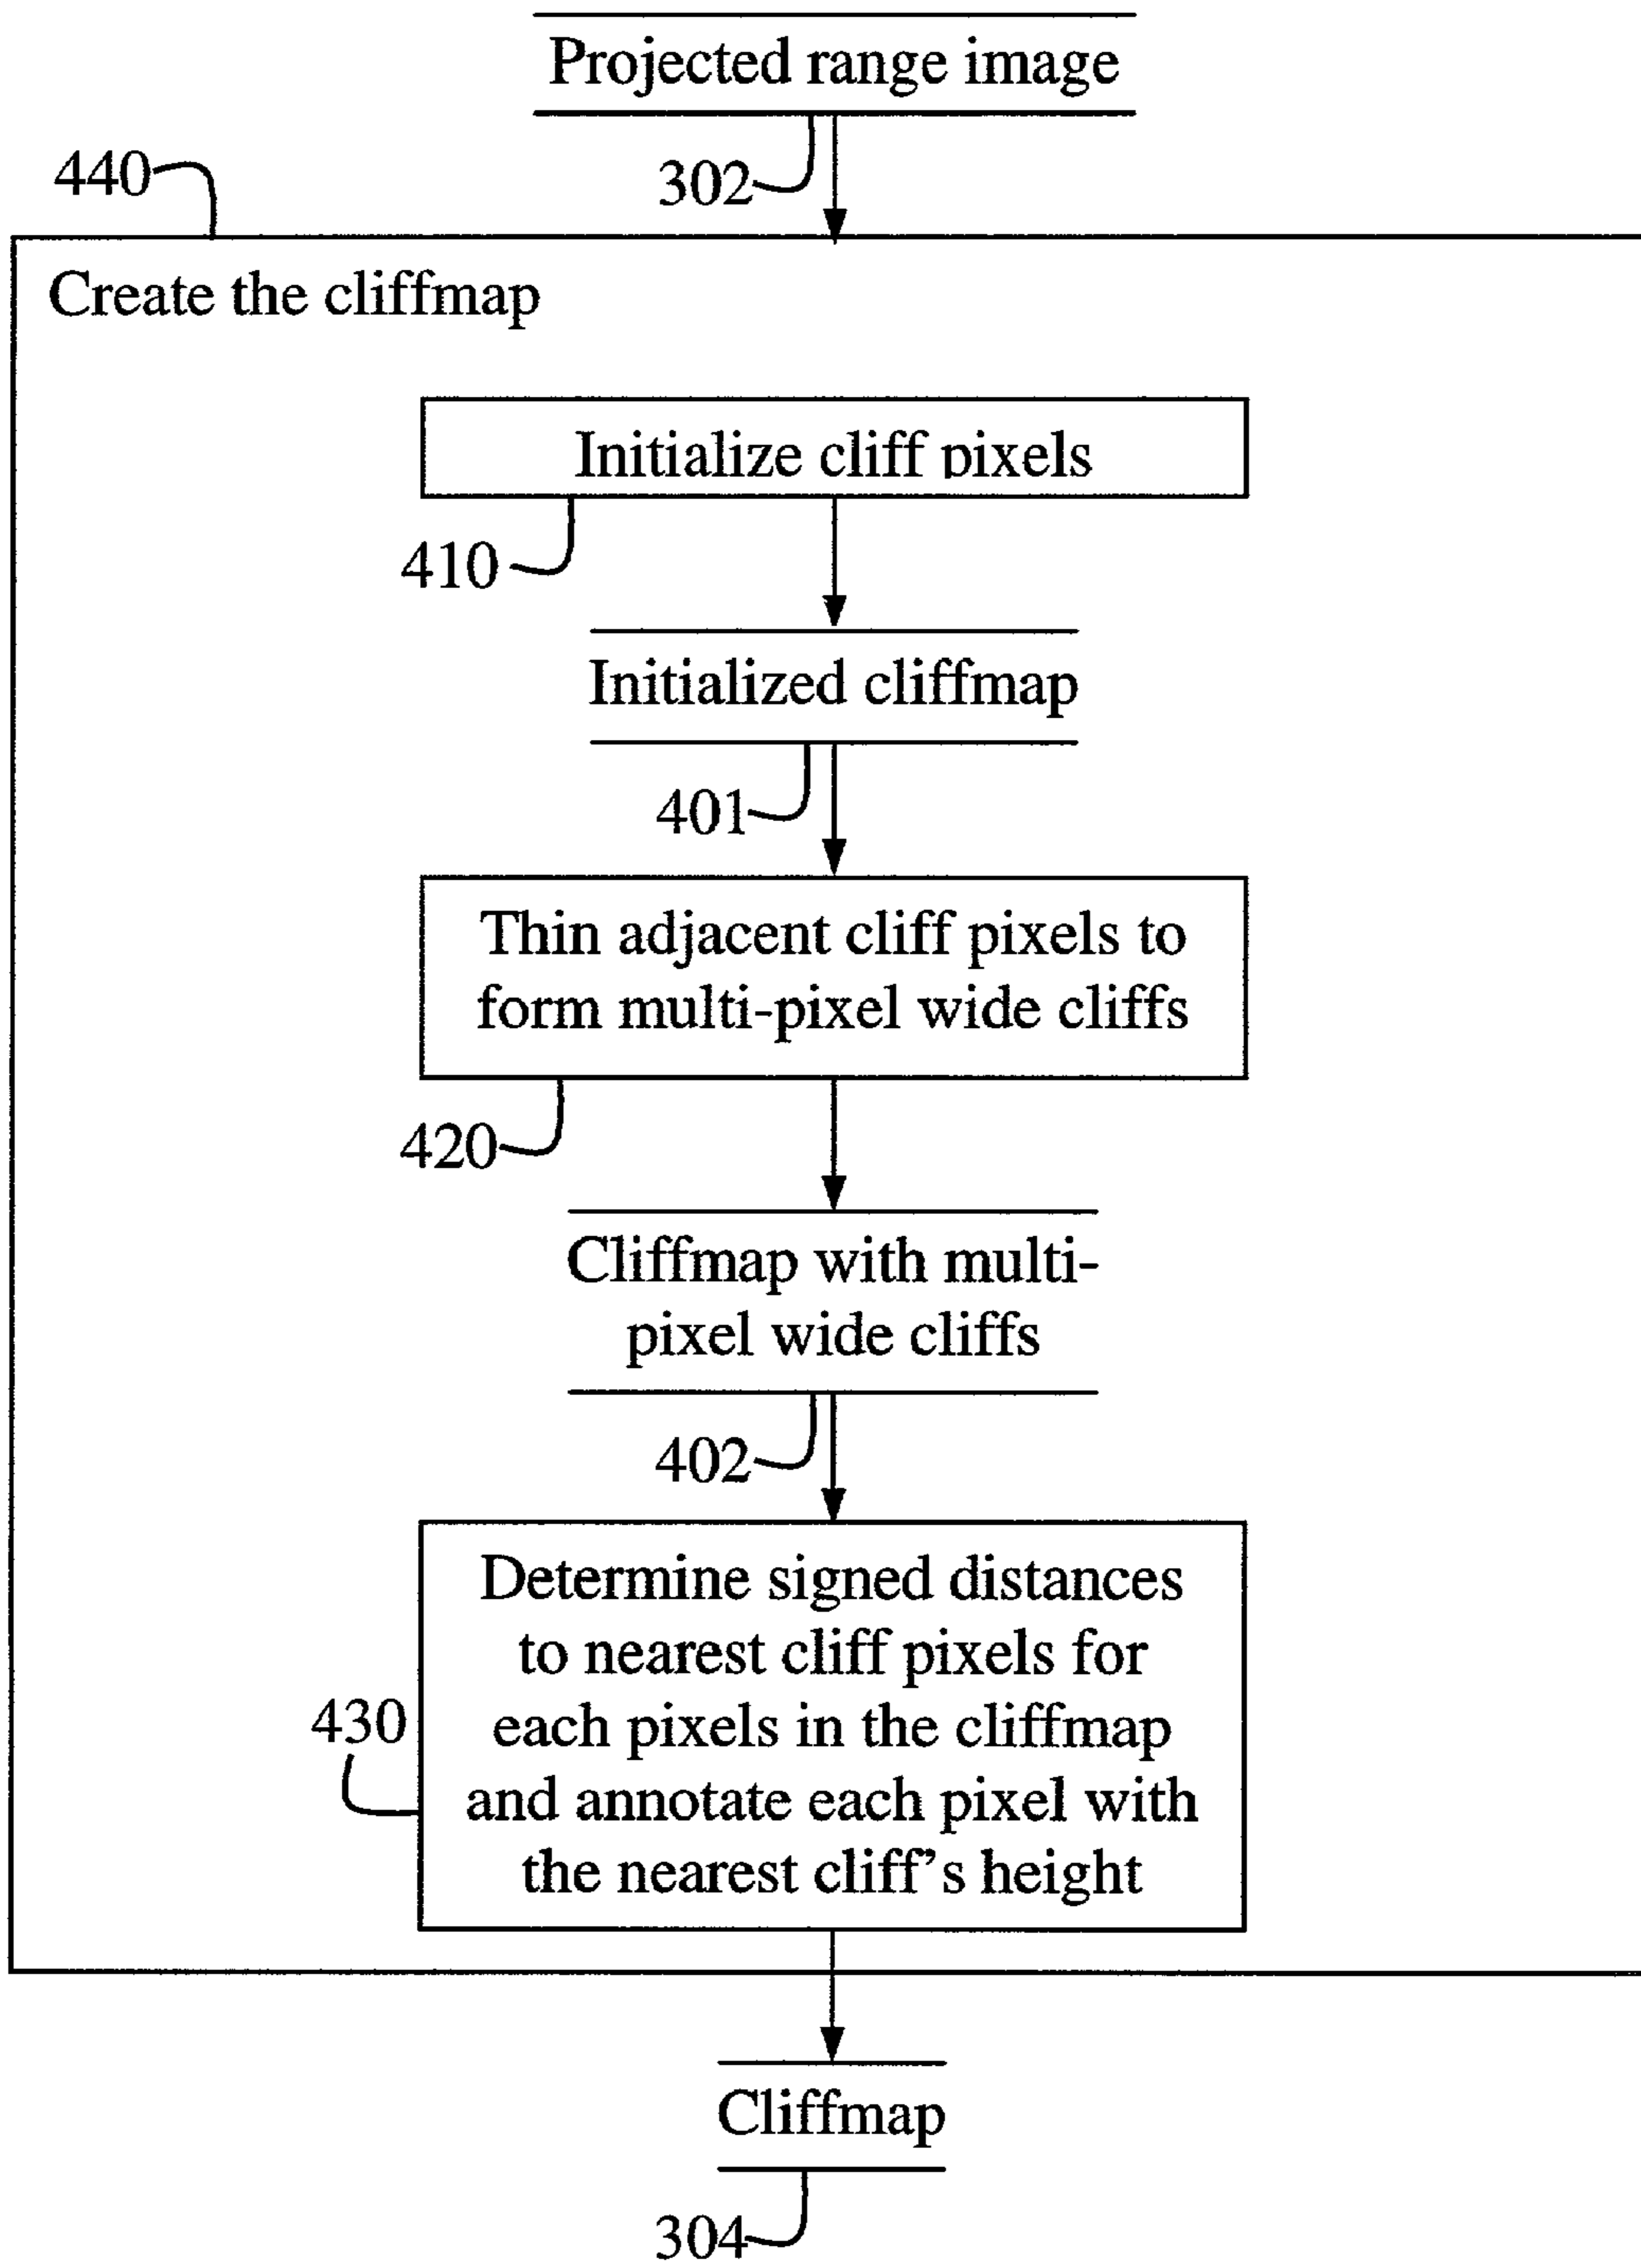 Projected range image
302
440
Create the cliffmap
Initialize cliff pixels
410
Initialized cliffmap
401
Thin adjacent cliff pixels to
form multi-pixel wide cliffs
420
Cliffmap with multi-
pixel wide cliffs
402
Determine signed distances
to nearest cliff pixels for
each pixels in the cliffmap
and annotate each pixel with
the nearest cliff's height
430
Cliffmap
304